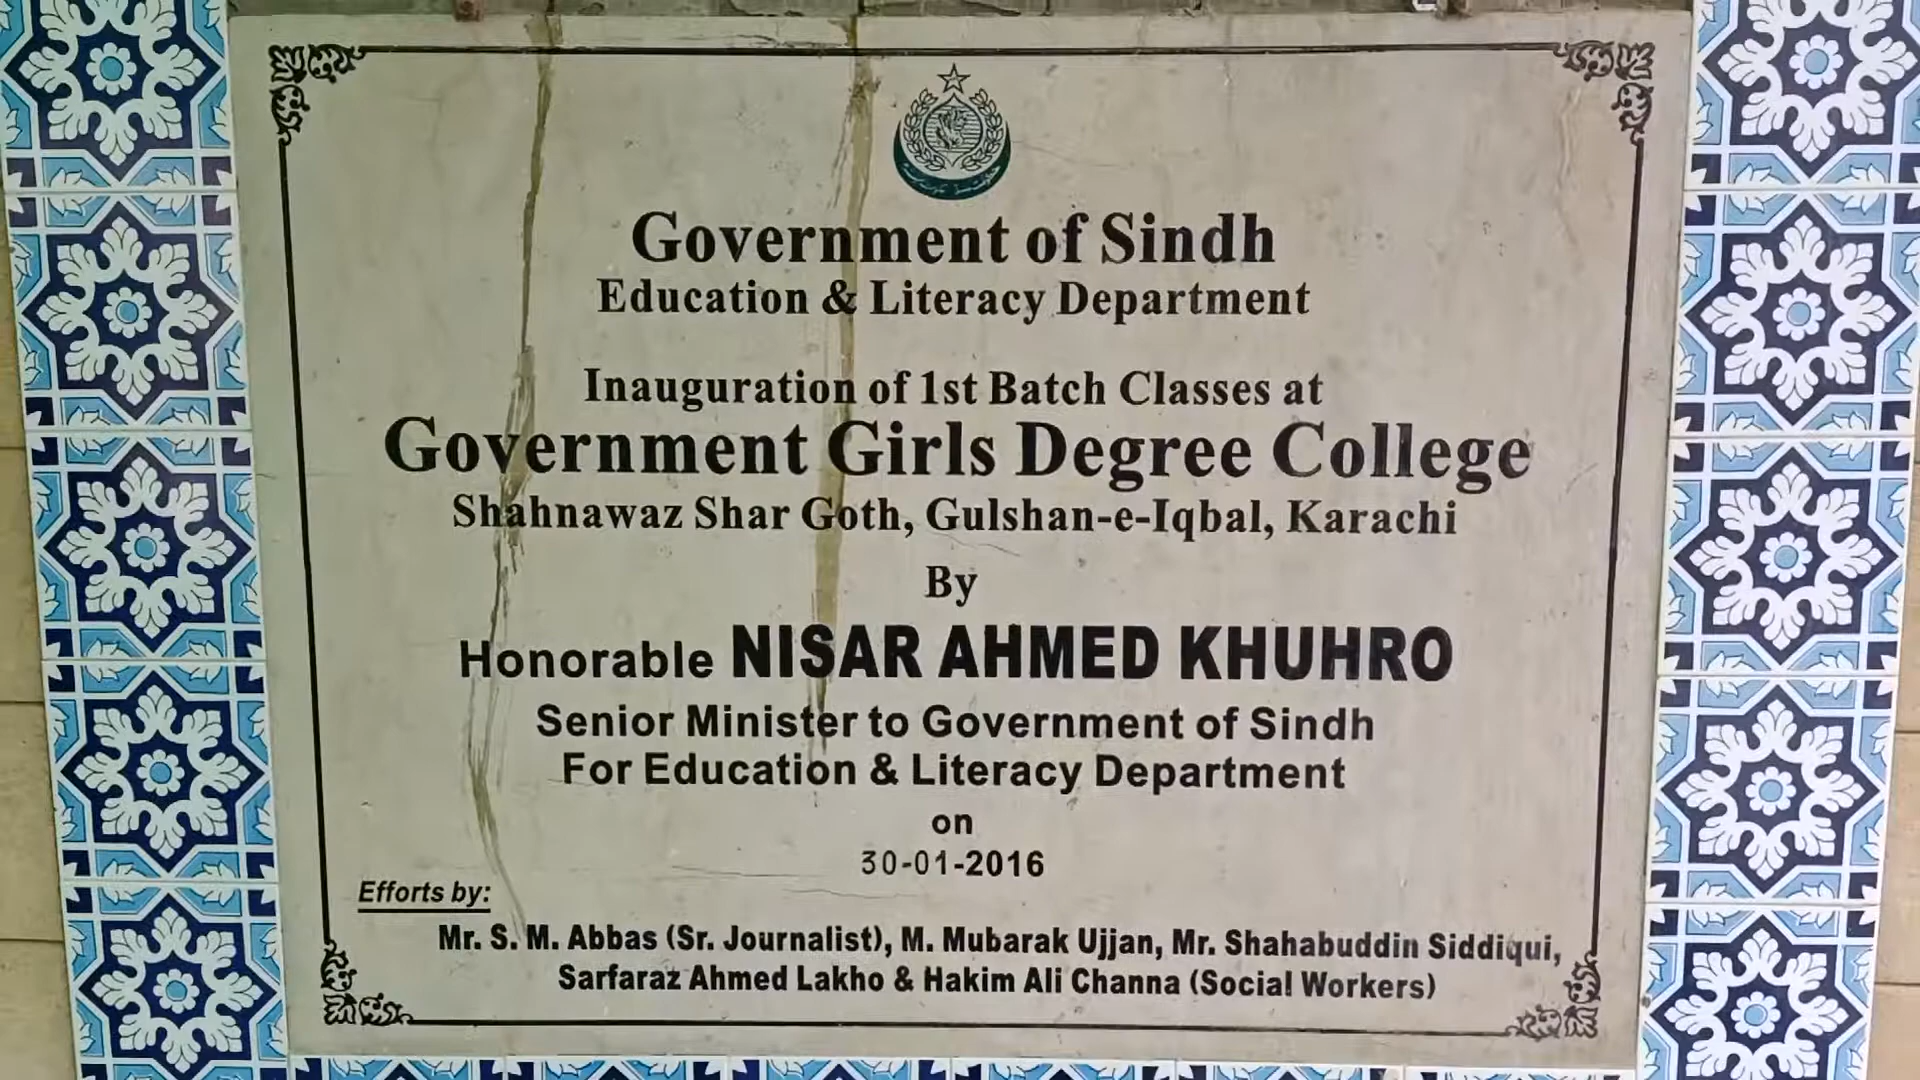 Government of Sindh
Education & Literacy Department
Inauguration of 1st Batch Classes at
Government Girls Degree College
Shahnawaz Shar Goth, Gulshan-e-Iqbal, Karachi
By
Honorable NISAR AHMED KHUHRO
Senior Minister to Government of Sindh
For Education & Literacy Department
on
30-01-2016
Efforts by:
Mr. S. M. Abbas (Sr. Journalist), M. Mubarak Ujjan, Mr. Shahabuddin Siddiqui,
Sarfaraz Ahmed Lakho & Hakim Ali Channa (Social Workers)